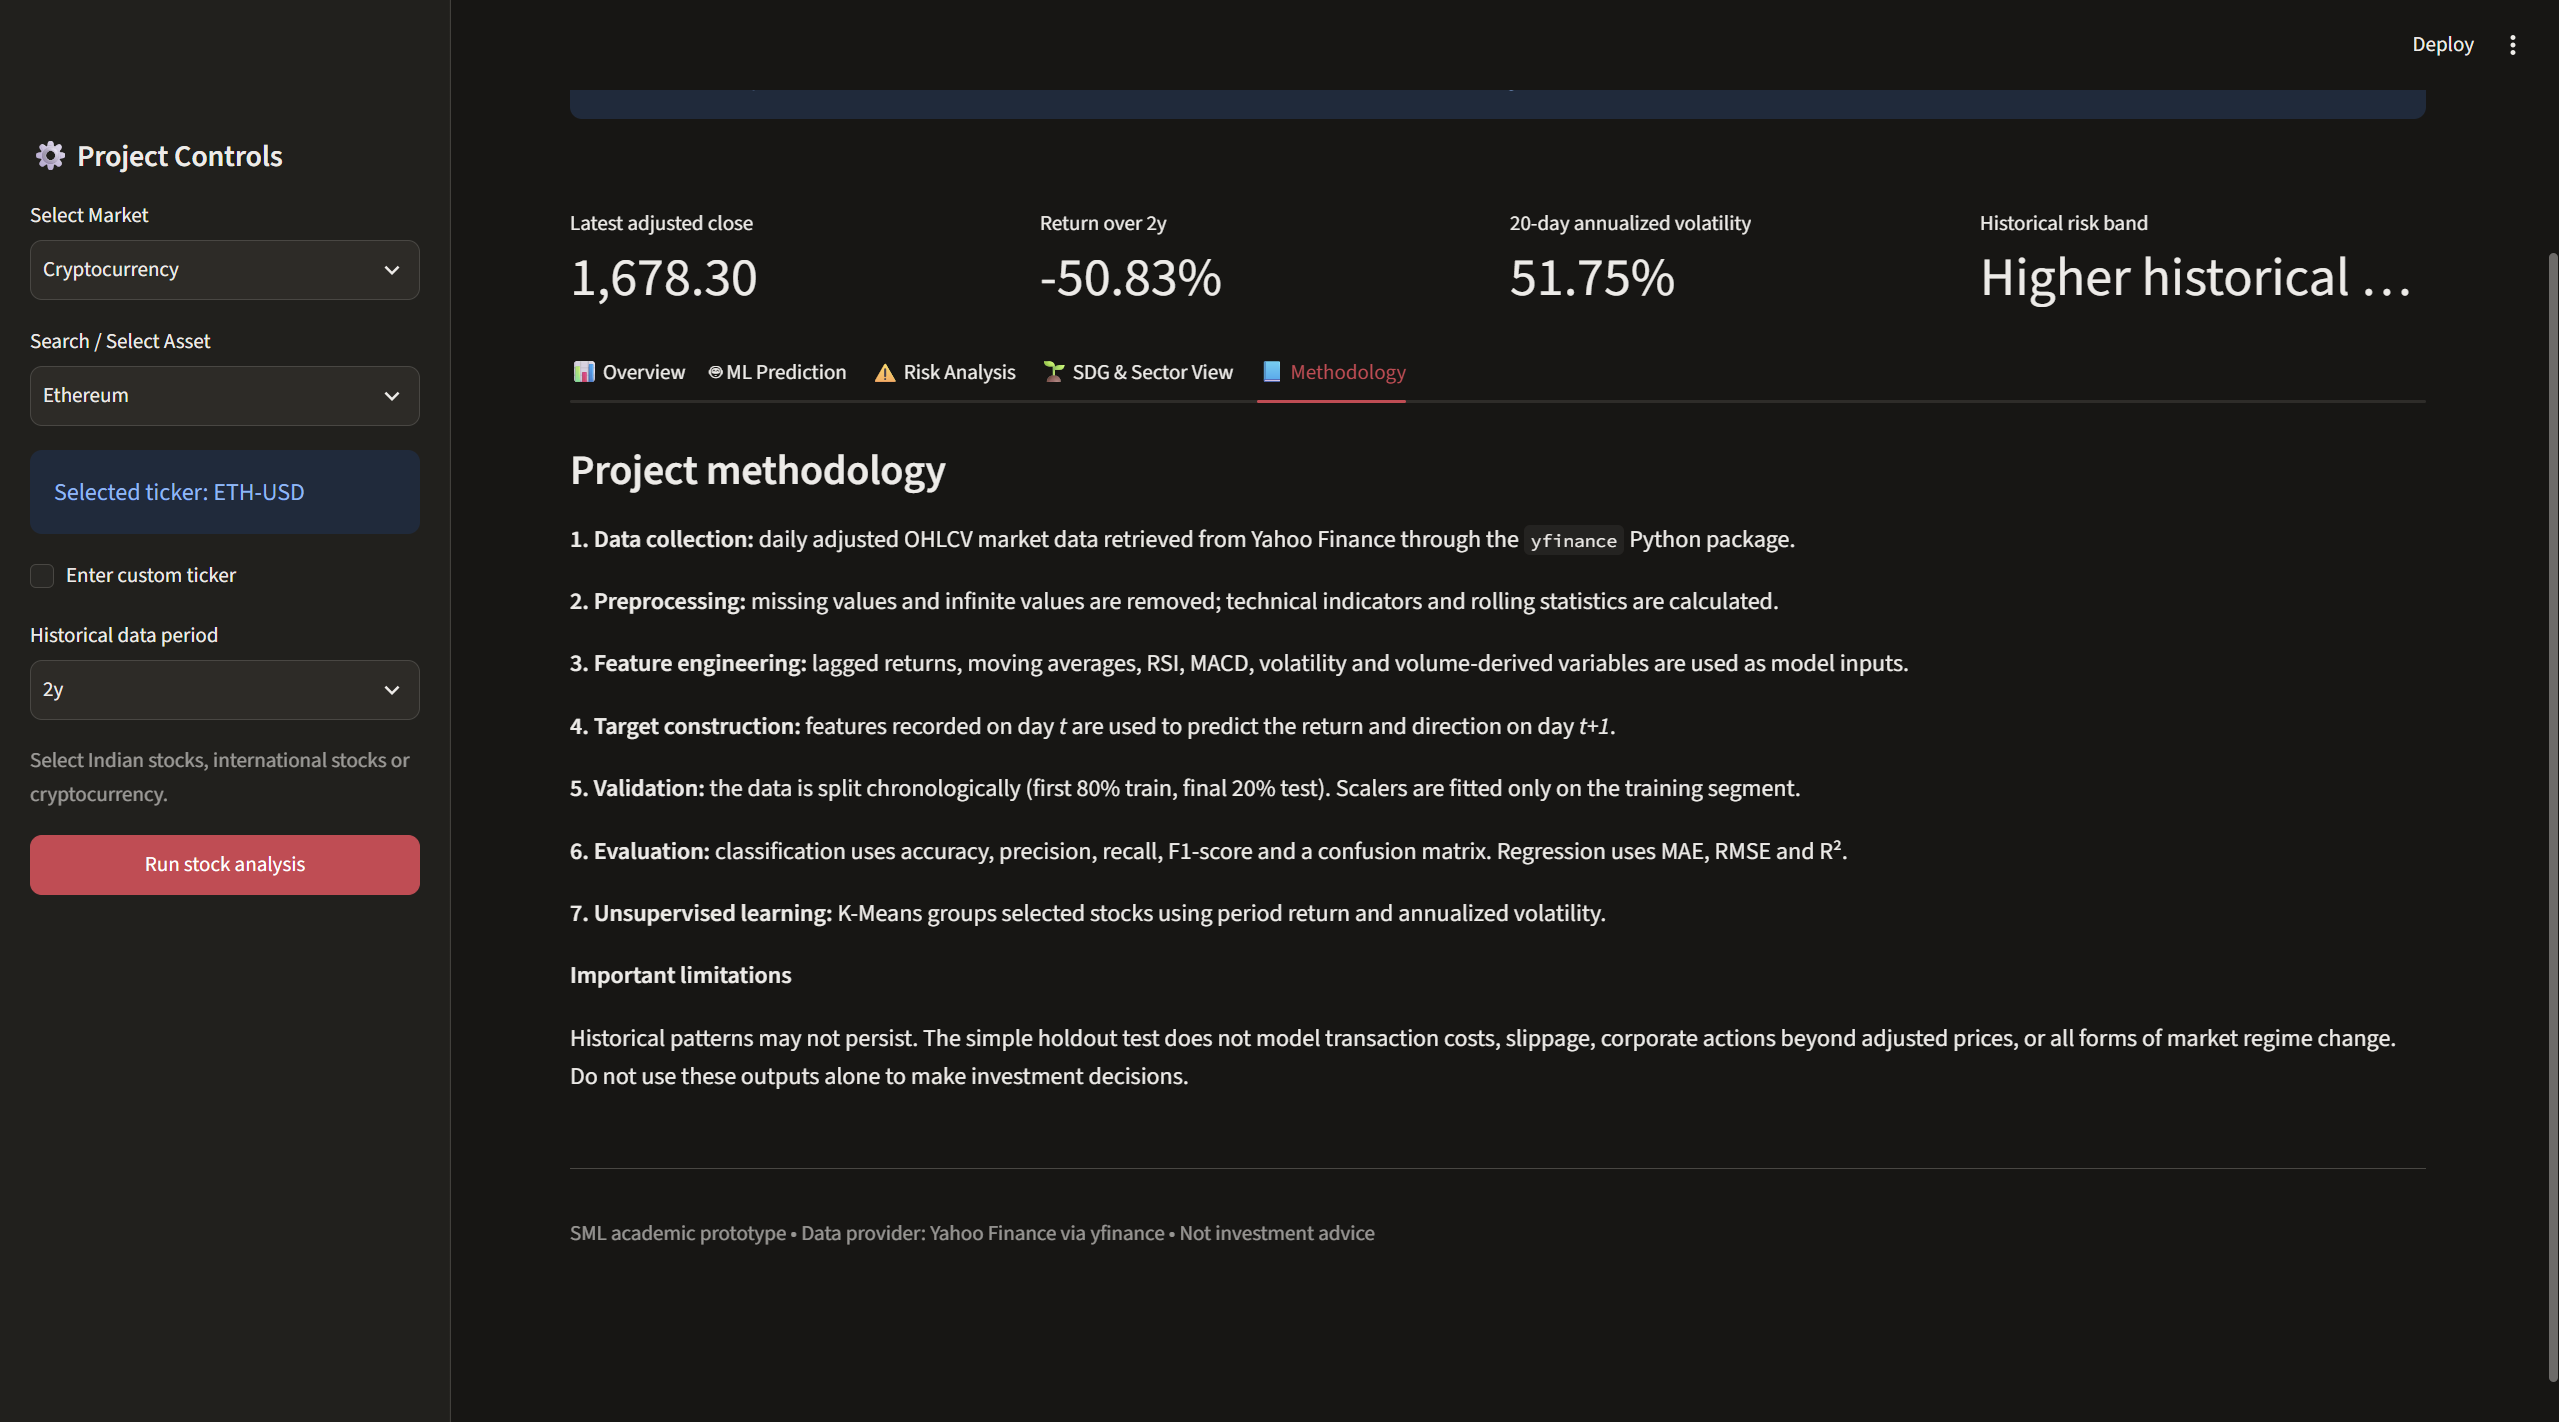 Deploy
Project Controls
Select Market
Cryptocurrency
Search / Select Asset
Ethereum
Selected ticker: ETH-USD
Enter custom ticker
Historical data period
2y
Select Indian stocks, international stocks or
cryptocurrency.
Run stock analysis
Latest adjusted close
1,678.30
Return over 2y
-50.83%
20-day annualized volatility
51.75%
Historical risk band
Higher historical …
Overview
ML Prediction
Risk Analysis
SDG & Sector View
Methodology
Project methodology
1. Data collection: daily adjusted OHLCV market data retrieved from Yahoo Finance through the yfinance Python package.
2. Preprocessing: missing values and infinite values are removed; technical indicators and rolling statistics are calculated.
3. Feature engineering: lagged returns, moving averages, RSI, MACD, volatility and volume-derived variables are used as model inputs.
4. Target construction: features recorded on day t are used to predict the return and direction on day t+1.
5. Validation: the data is split chronologically (first 80% train, final 20% test). Scalers are fitted only on the training segment.
6. Evaluation: classification uses accuracy, precision, recall, F1-score and a confusion matrix. Regression uses MAE, RMSE and R².
7. Unsupervised learning: K-Means groups selected stocks using period return and annualized volatility.
Important limitations
Historical patterns may not persist. The simple holdout test does not model transaction costs, slippage, corporate actions beyond adjusted prices, or all forms of market regime change.
Do not use these outputs alone to make investment decisions.
SML academic prototype • Data provider: Yahoo Finance via yfinance • Not investment advice